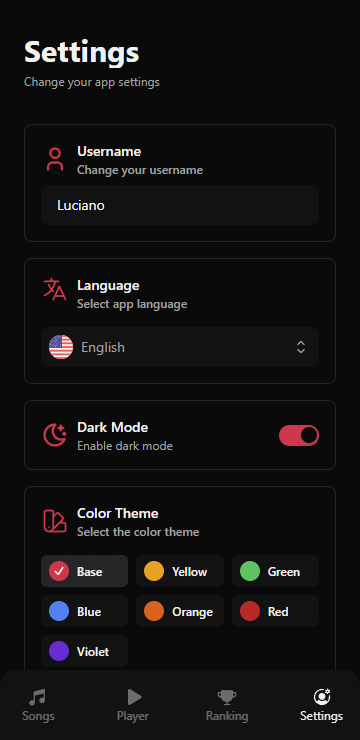 Settings
Change your app settings
Username
Change your username
Luciano
Language
Select app language
English
Dark Mode
Enable dark mode
Color Theme
Select the color theme
Base Yellow Green
Blue Orange Red
Violet
Songs Player Ranking Settings